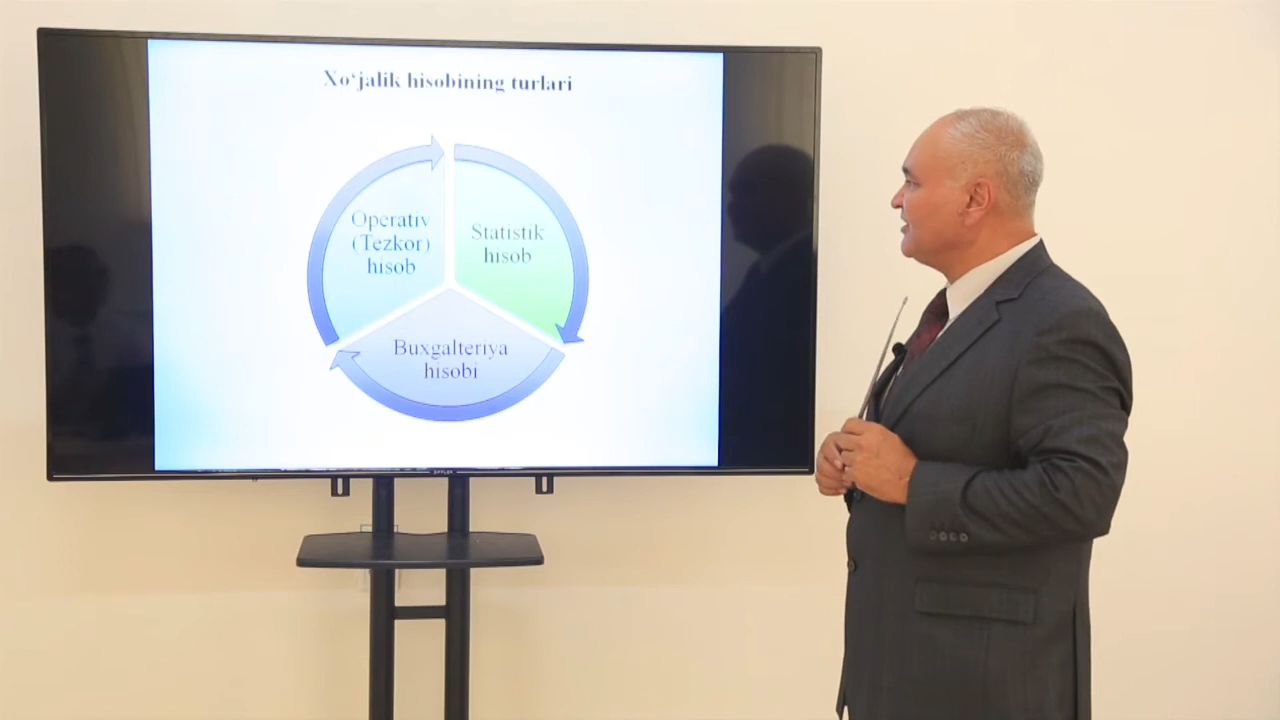 Xo‘jalik hisobining turlari
Operativ
(Tezkor)
hisob
Statistik
hisob
Buxgalteriya
hisobi